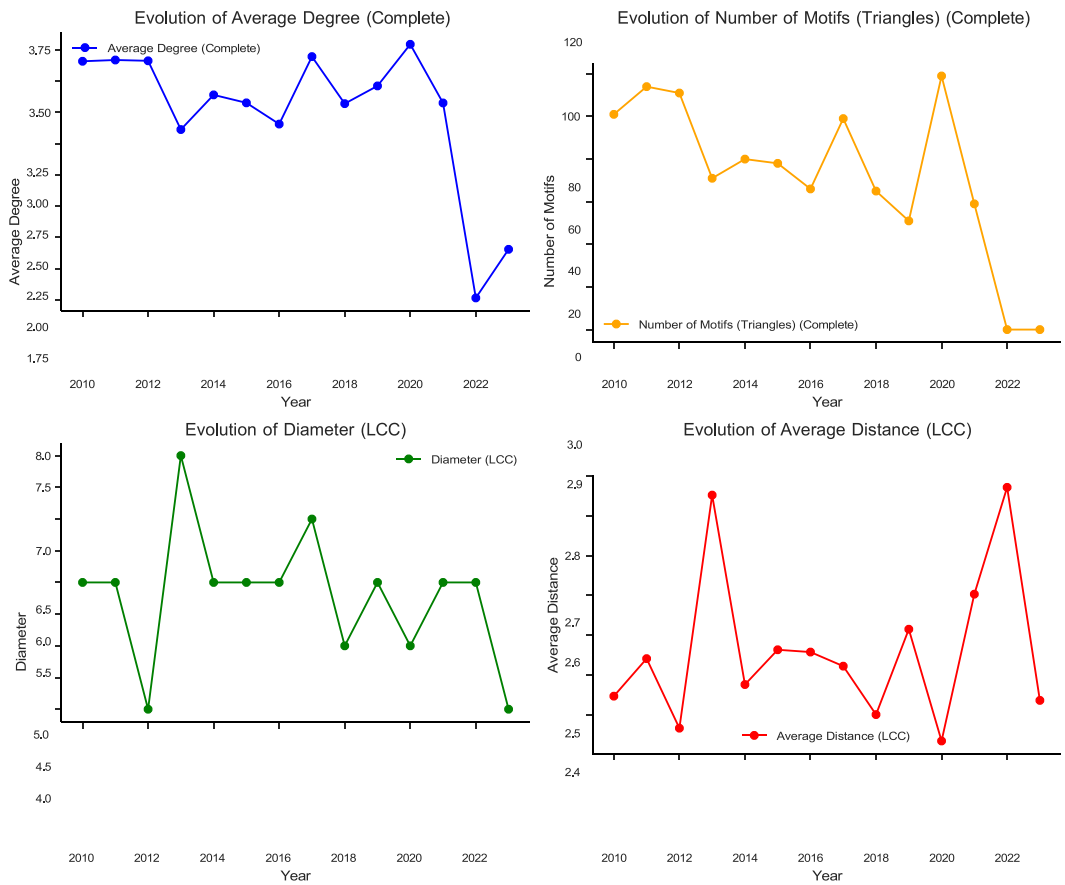 Evolution of Average Degree (Complete)
Average Degree (Complete)
3.75
3.50
3.25
3.00
2.75
2.50
2.25
2.00
1.75
Average Degree
2010 2012 2014 2016 2018 2020 2022
Year
Evolution of Number of Motifs (Triangles) (Complete)
120
100
80
60
40
20
0
Number of Motifs
Number of Motifs (Triangles) (Complete)
2010 2012 2014 2016 2018 2020 2022
Year
Evolution of Diameter (LCC)
Diameter (LCC)
8.0
7.5
7.0
6.5
6.0
5.5
5.0
4.5
4.0
Diameter
2010 2012 2014 2016 2018 2020 2022
Year
Evolution of Average Distance (LCC)
3.0
2.9
2.8
2.7
2.6
2.5
2.4
Average Distance
Average Distance (LCC)
2010 2012 2014 2016 2018 2020 2022
Year